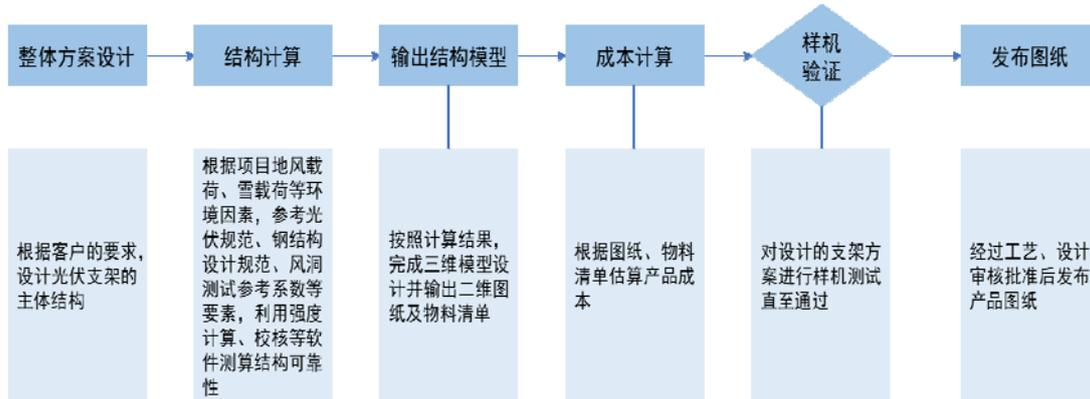 整体方案设计
结构计算
输出结构模型
成本计算
样机
验证
发布图纸
根据客户的要求，
设计光伏支架的
主体结构
根据项目地风载
荷、雪载荷等环
境因素，参考光
伏规范、钢结构
设计规范、风洞
测试参考系数等
要素，利用强度
计算、校核等软
件测算结构可靠
性
按照计算结果，
完成三维模型设
计并输出二维图
纸及物料清单
根据图纸、物料
清单估算产品成
本
对设计的支架方
案进行样机测试
直至通过
经过工艺、设计
审核批准后发布
产品图纸